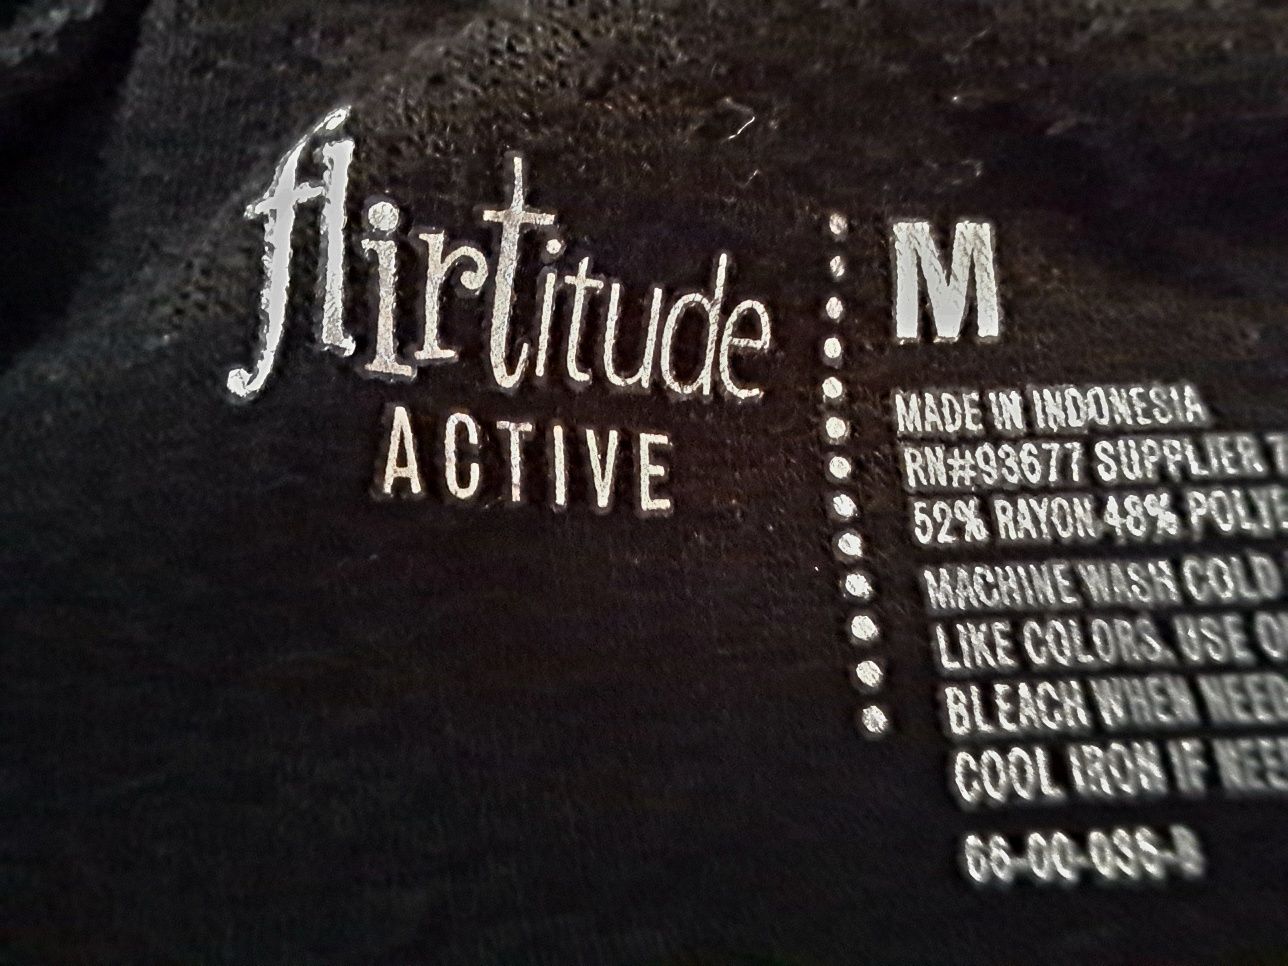 flirtitude
ACTIVE
M
MADE IN INDONESIA
RN#93677 SUPPLIER
52% RAYON 48%
MACHINE WASH COLD
LIKE COLORS. USE
BLEACH WHEN
COOL IRON IF